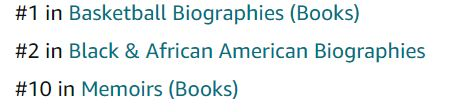 #1 in Basketball Biographies (Books)
#2 in Black & African American Biographies
#10 in Memoirs (Books)